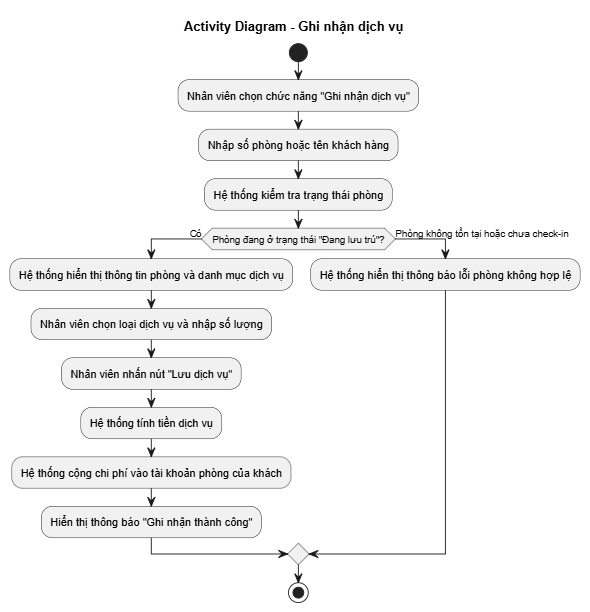 Activity Diagram - Ghi nhận dịch vụ
Nhân viên chọn chức năng "Ghi nhận dịch vụ"
Nhập số phòng hoặc tên khách hàng
Hệ thống kiểm tra trạng thái phòng
Có
Phòng đang ở trạng thái "Đang lưu trú"?
Phòng không tồn tại hoặc chưa check-in
Hệ thống hiển thị thông tin phòng và danh mục dịch vụ
Hệ thống hiển thị thông báo lỗi phòng không hợp lệ
Nhân viên chọn loại dịch vụ và nhập số lượng
Nhân viên nhấn nút "Lưu dịch vụ"
Hệ thống tính tiền dịch vụ
Hệ thống cộng chi phí vào tài khoản phòng của khách
Hiển thị thông báo "Ghi nhận thành công"